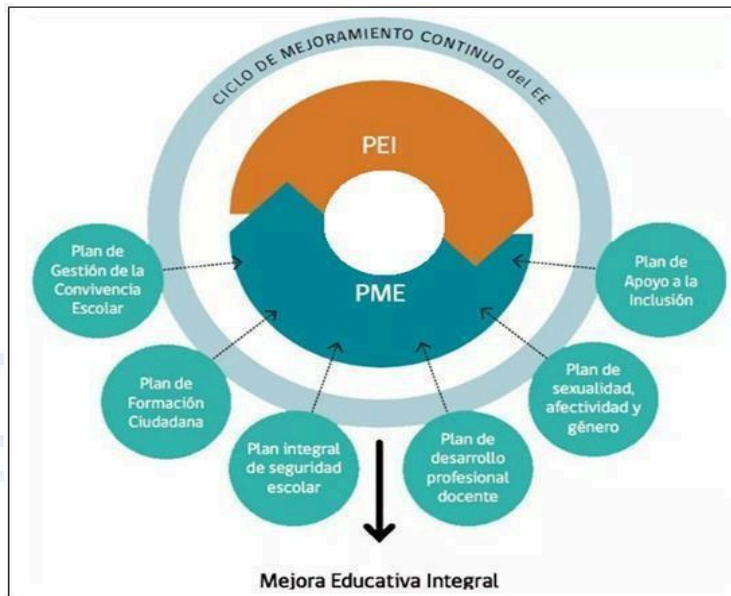 CICLO DE MEJORAMIENTO CONTINUO del EE
PEI
PME
Plan de
Gestión de la
Convivencia
Escolar
Plan de
Formación
Ciudadana
Plan integral
de seguridad
escolar
Plan de
desarrollo
profesional
docente
Plan de
sexualidad,
afectividad y
género
Plan de
Apoyo a la
Inclusión
Mejora Educativa Integral